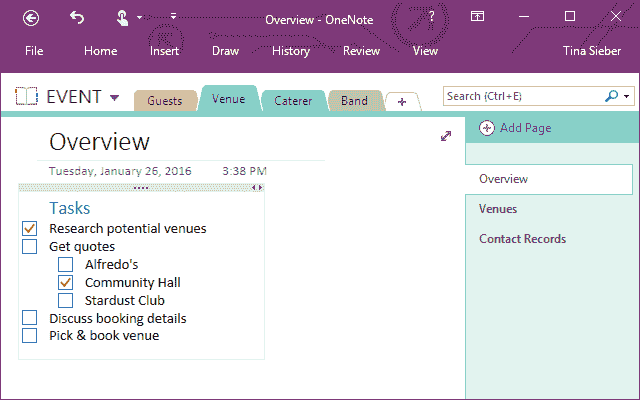 Overview - OneNote
?
File Home Insert Draw History Review View Tina Sieber
EVENT Guests Venue Caterer Band Search (Ctrl+E)
Overview
Tuesday, January 26, 2016 3:38 PM
Tasks
Research potential venues
Get quotes
Alfredo's
Community Hall
Stardust Club
Discuss booking details
Pick & book venue
Add Page
Overview
Venues
Contact Records